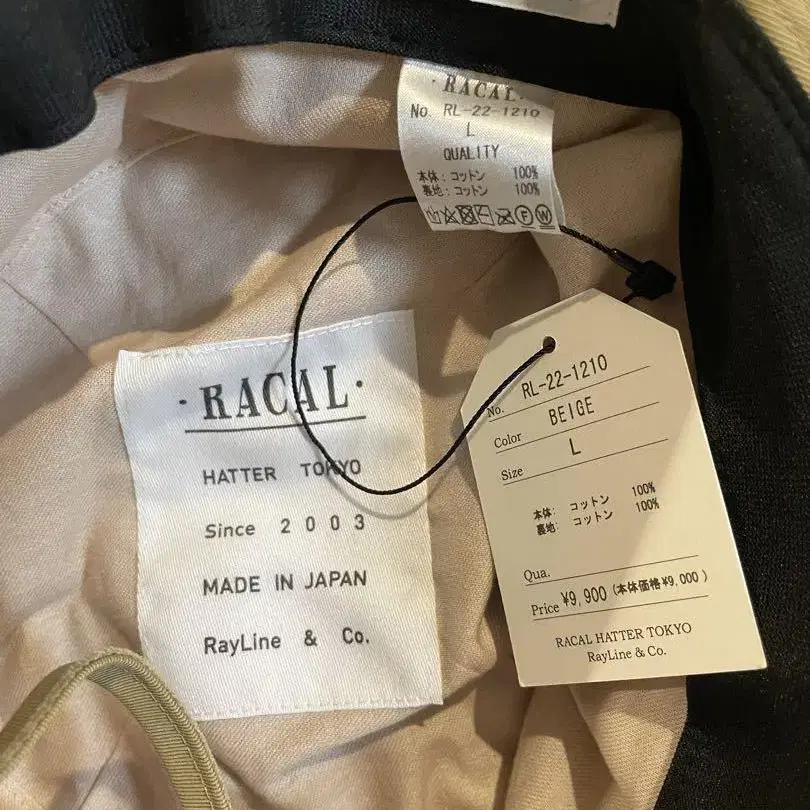 · RACAL ·
No. RL-22-1210
L
QUALITY
本体: コットン 100%
裏地: コットン 100%
F W
· RACAL ·
HATTER TOKYO
Since 2003
MADE IN JAPAN
RayLine & Co.
No. RL-22-1210
Color BEIGE
Size L
本体: コットン 100%
裏地: コットン 100%
Qua.
Price ¥9,900 (本体価格¥9,000)
RACAL HATTER TOKYO
RayLine & Co.